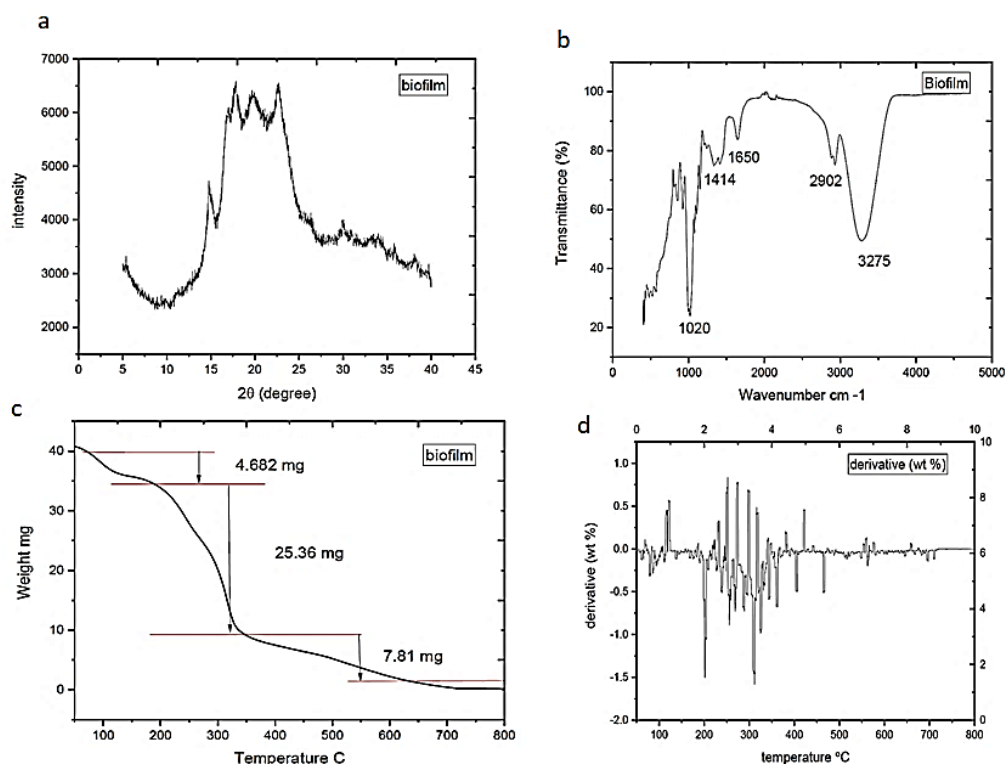 a
7000
6000
5000
4000
3000
2000
intensity
biofilm
0 5 10 15 20 25 30 35 40 45
2θ (degree)
b
100
80
60
40
20
Transmittance (%)
Biofilm
1650
1414
2902
3275
1020
0 1000 2000 3000 4000 5000
Wavenumber cm -1
c
40
30
20
10
0
Weight mg
biofilm
4.682 mg
25.36 mg
7.81 mg
100 200 300 400 500 600 700 800
Temperature C
d
0 2 4 6 8 10
1.0
0.5
0.0
-0.5
-1.0
-1.5
-2.0
derivative (wt %)
derivative (wt %)
10
8
6
4
2
0
100 200 300 400 500 600 700 800
temperature ºC